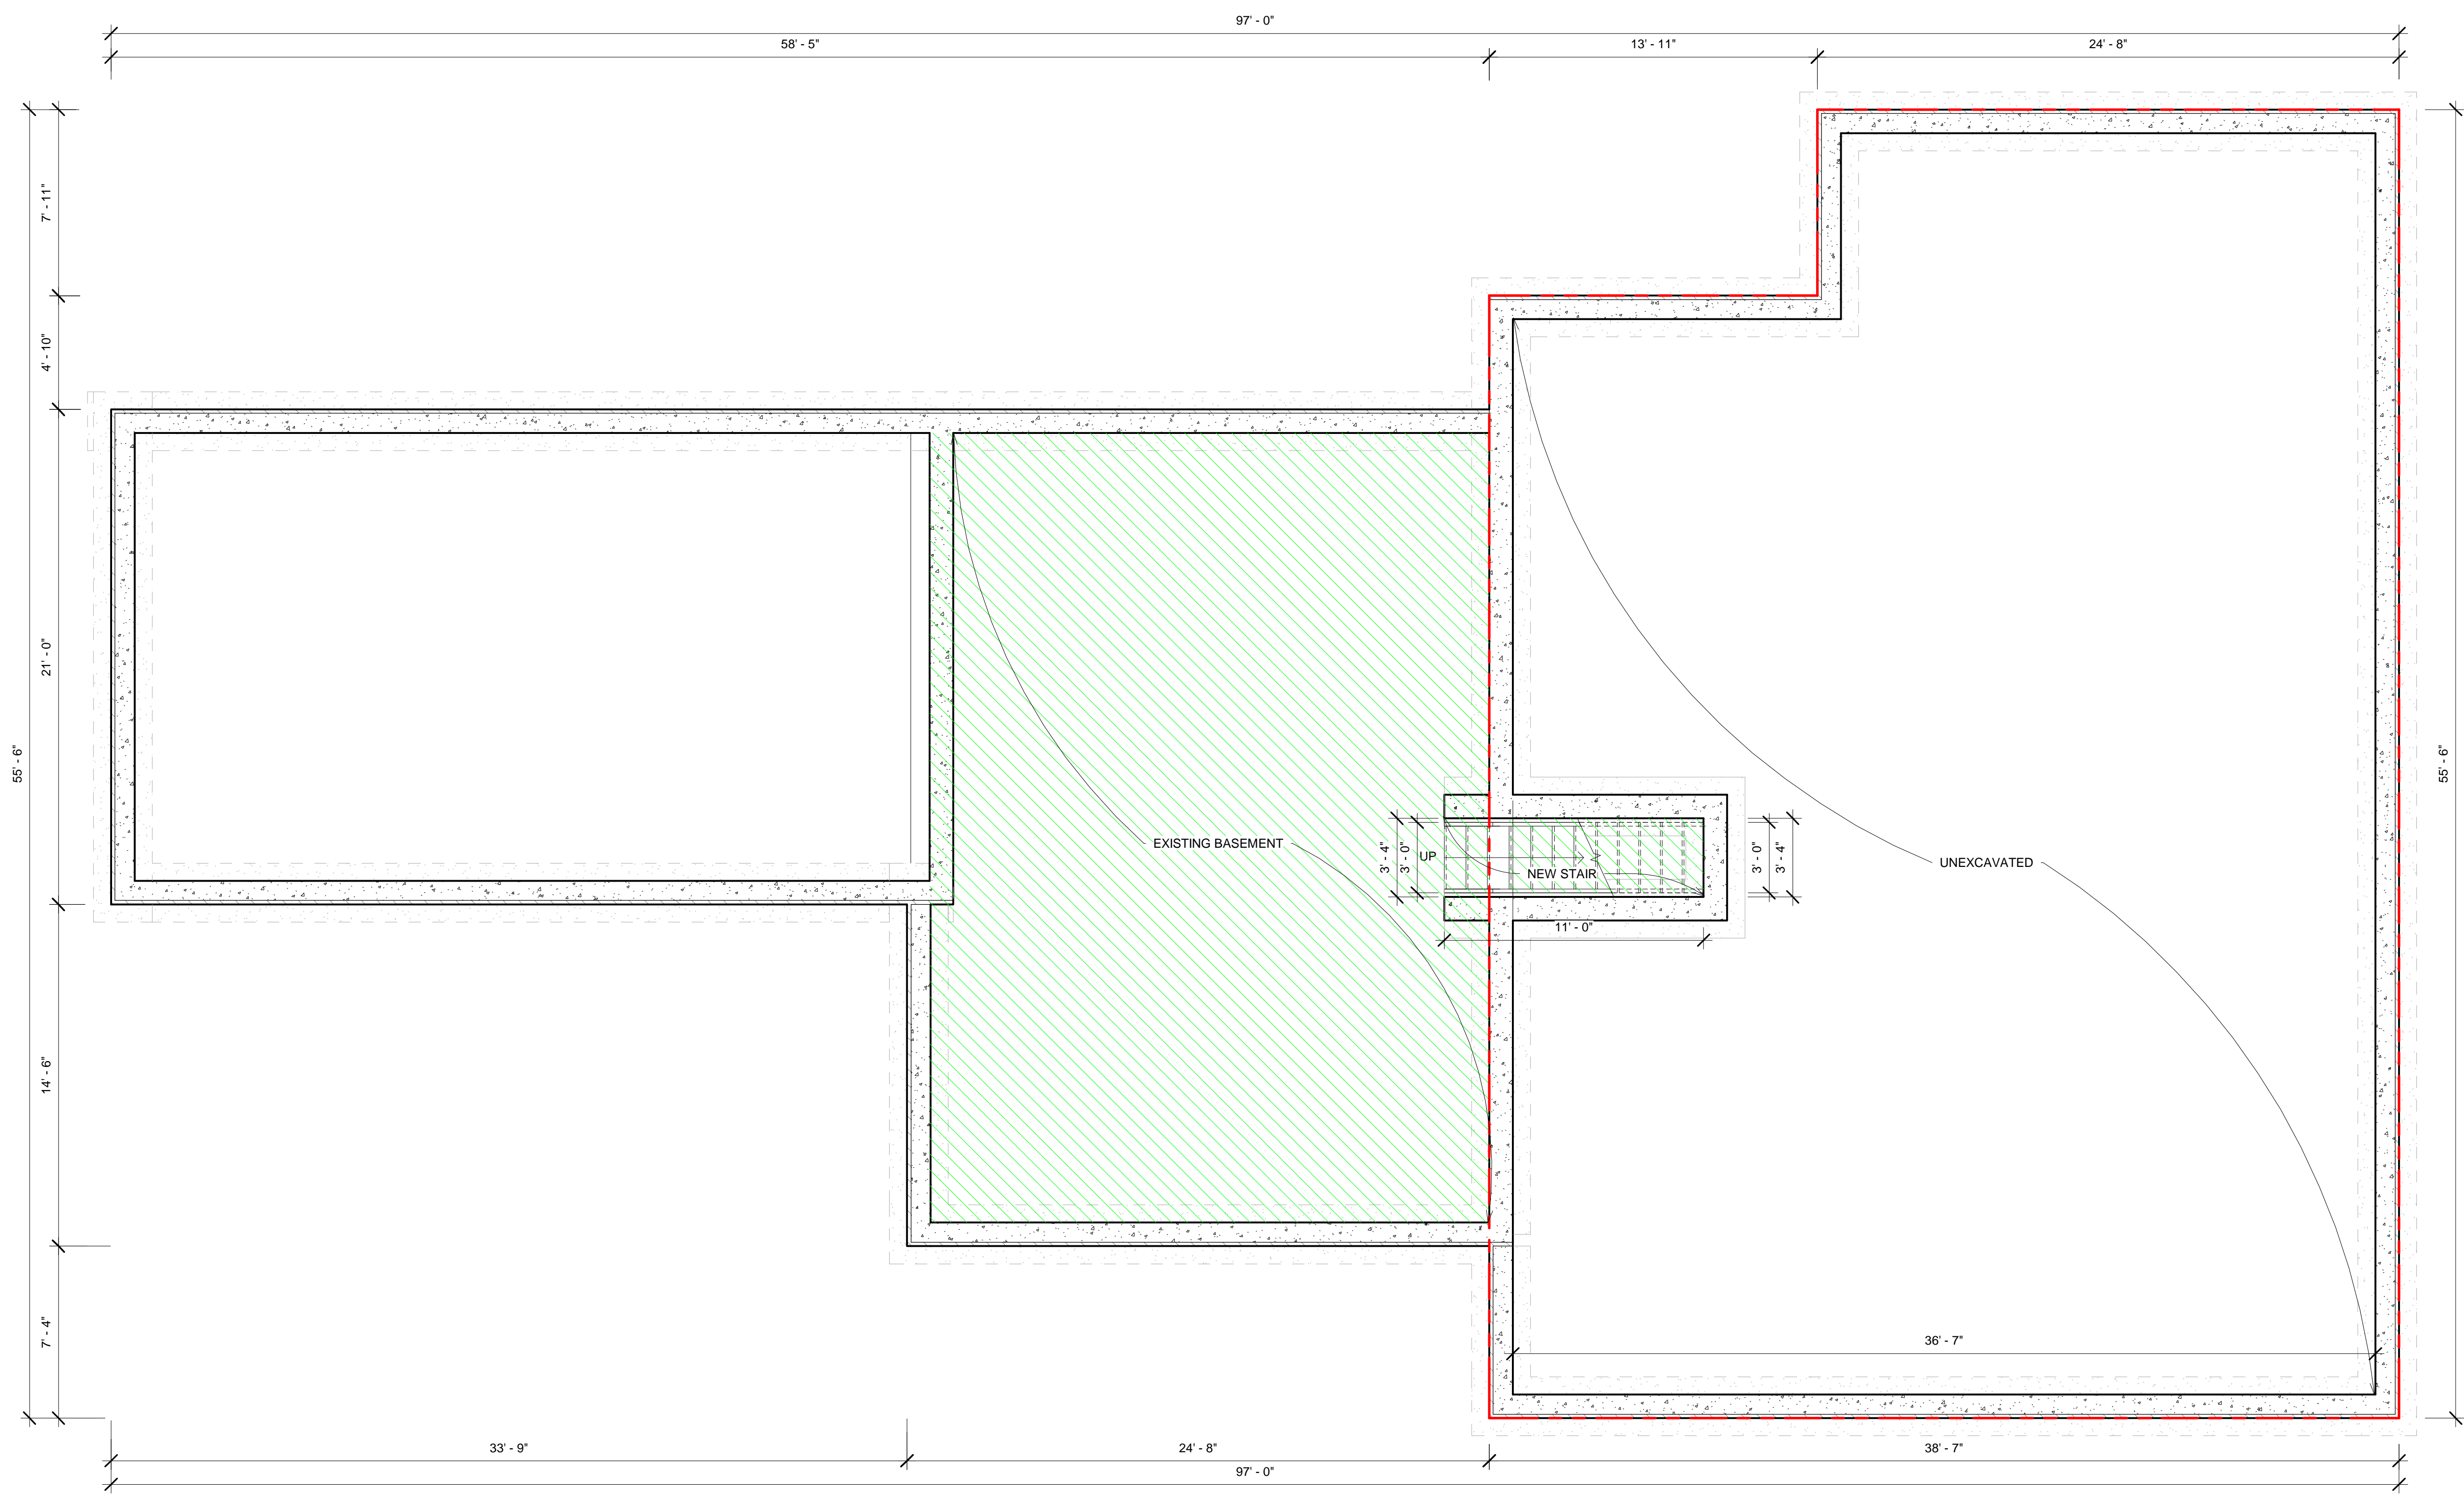 97' - 0"
58' - 5"
13' - 11"
24' - 8"
7' - 11"
4' - 10"
21' - 0"
55' - 6"
55' - 6"
EXISTING BASEMENT
3' - 4"
3' - 0"
UP
NEW STAIR
3' - 0"
3' - 4"
UNEXCAVATED
11' - 0"
14' - 6"
7' - 4"
36' - 7"
33' - 9"
24' - 8"
38' - 7"
97' - 0"